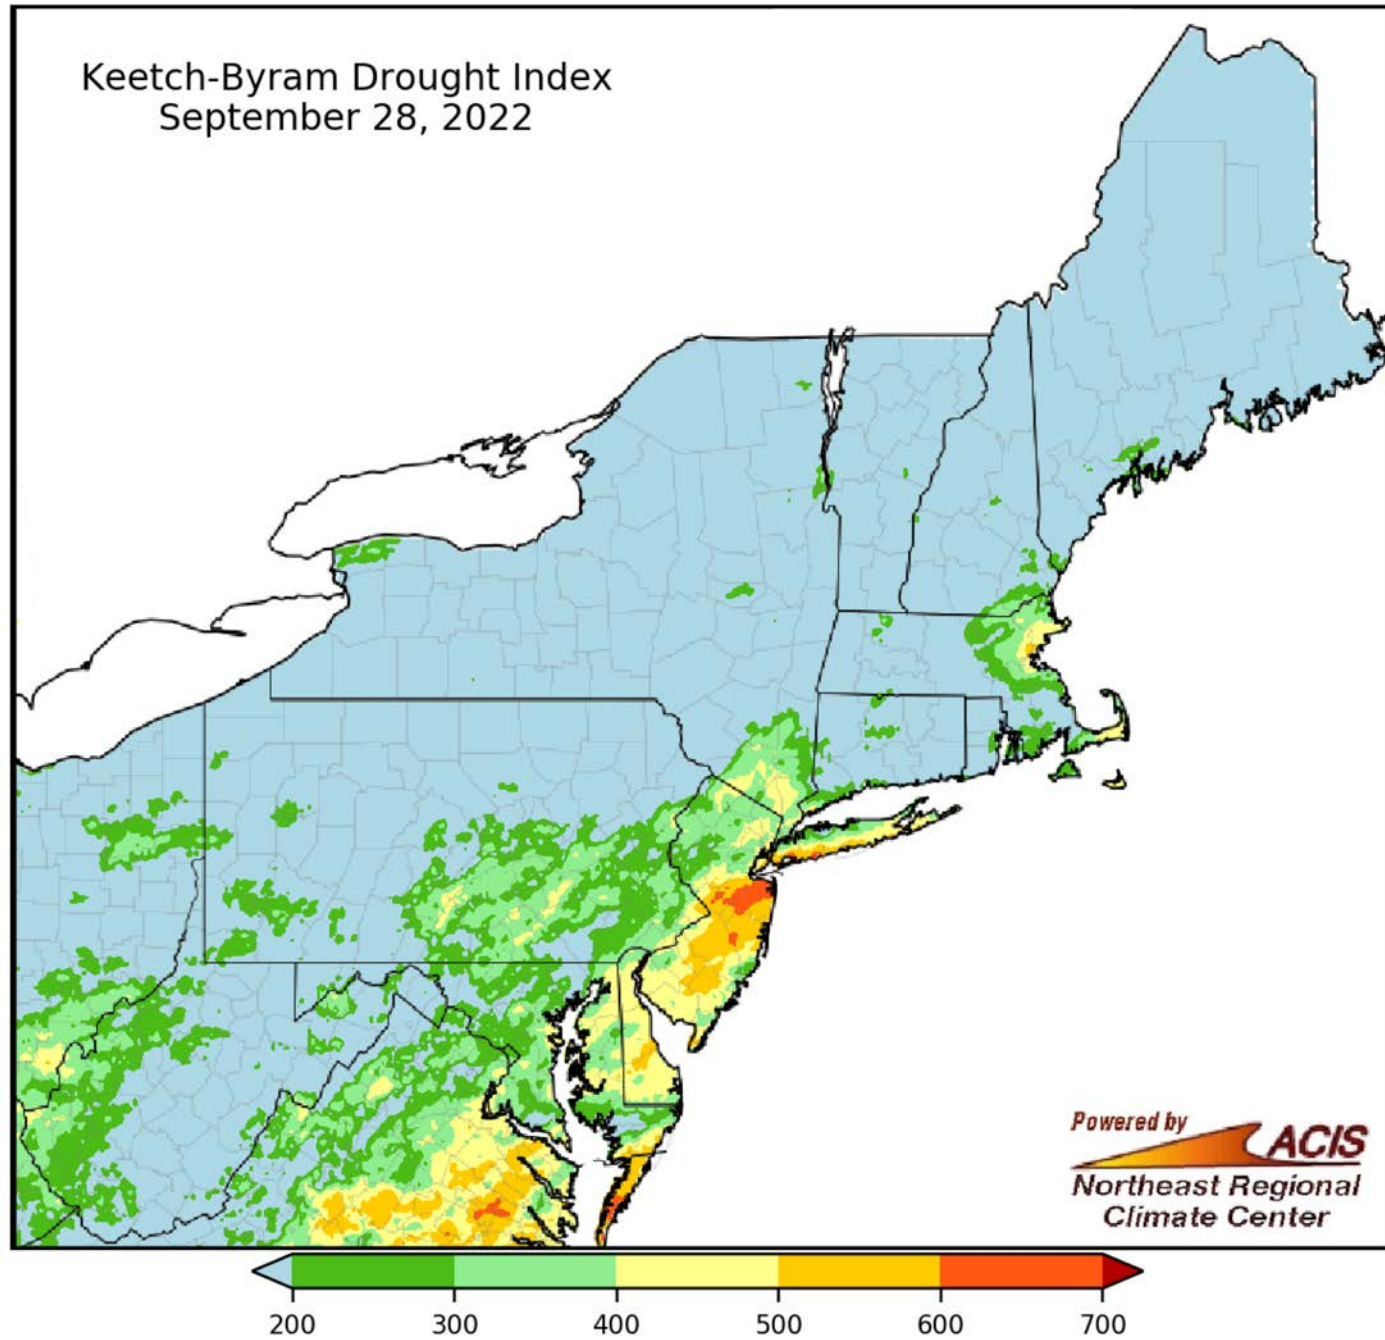 Keetch-Byram Drought Index
September 28, 2022
Powered by
ACIS
Northeast Regional
Climate Center
200 300 400 500 600 700